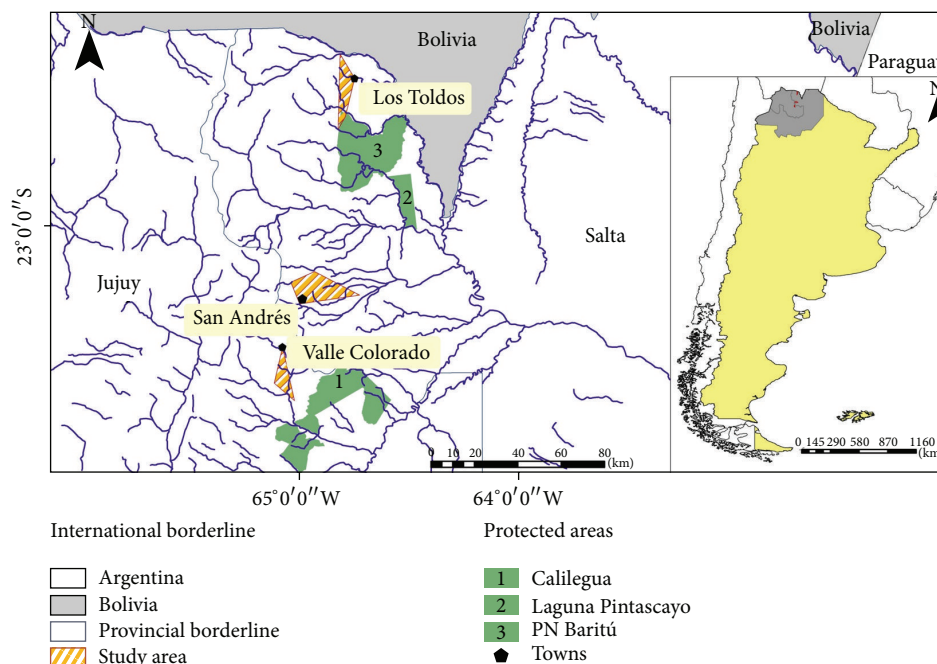 N
Bolivia
Los Toldos
3
2
23°0′0″S
Salta
Jujuy
San Andrés
Valle Colorado
1
0 10 20 40 60 80
(km)
65°0′0″W
64°0′0″W
Bolivia
Paraguay
N
0 145 290 580 870 1160
(km)
International borderline
Argentina
Bolivia
Provincial borderline
Study area
Protected areas
1 Calilegua
2 Laguna Pintascayo
3 PN Baritú
Towns